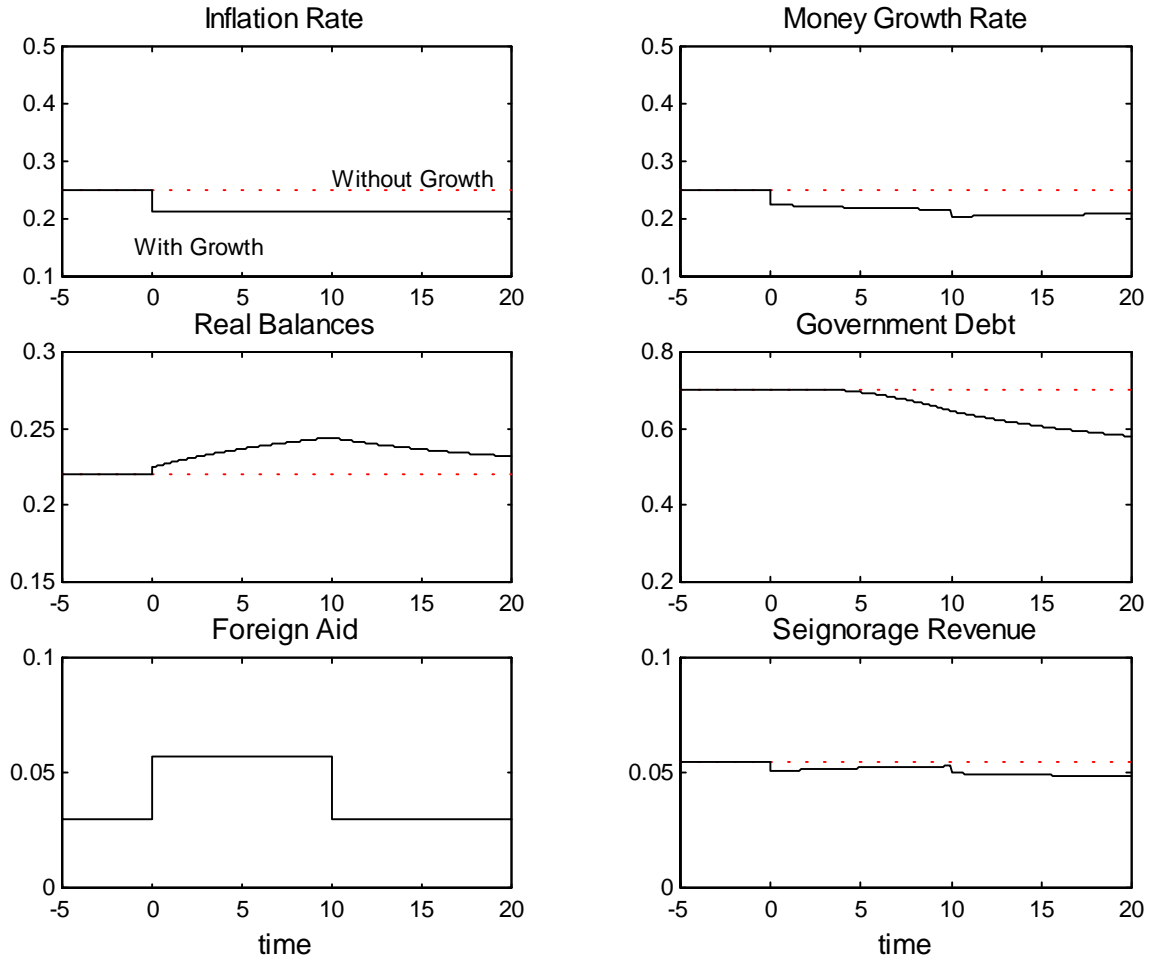 Inflation Rate
Money Growth Rate
0.5
0.4
0.3
0.2
0.1
Without Growth
With Growth
-5 0 5 10 15 20
0.5
0.4
0.3
0.2
0.1
-5 0 5 10 15 20
Real Balances
Government Debt
0.3
0.25
0.2
0.15
-5 0 5 10 15 20
0.8
0.6
0.4
0.2
-5 0 5 10 15 20
Foreign Aid
Seignorage Revenue
0.1
0.05
0
-5 0 5 10 15 20
time
0.1
0.05
0
-5 0 5 10 15 20
time